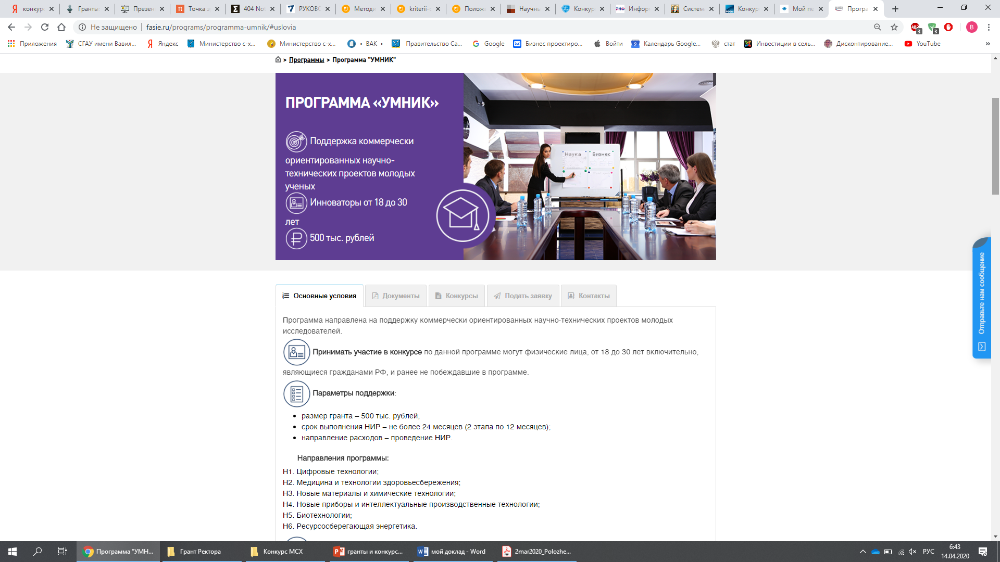 конкурс
Гранты
Презен
Точка з
404 Not
РУКОВО
Методи
kriterii-o
Положе
Научны
Конкур
Инфор
Систем
Конкур
Мой пе
Програ
Не защищено
fasie.ru/programs/programma-umnik/#uslovia
Приложения
СГАУ имени Вавил...
Яндекс
Министерство с-х...
Министерство с-х...
• ВАК •
Правительство Са...
Google
Бизнес проектиро...
Войти
Календарь Google...
стат
Инвестиции в сель...
Дисконтирование...
YouTube
»
> Программы > Программа "УМНИК"
ПРОГРАММА «УМНИК»
Поддержка коммерчески
ориентированных научно-
технических проектов молодых
ученых
Инноваторы от 18 до 30
лет
500 тыс. рублей
Наука Бизнес
Отправьте нам сообщение
Основные условия
Документы
Конкурсы
Подать заявку
Контакты
Программа направлена на поддержку коммерчески ориентированных научно-технических проектов молодых
исследователей.
Принимать участие в конкурсе по данной программе могут физические лица, от 18 до 30 лет включительно,
являющиеся гражданами РФ, и ранее не побеждавшие в программе.
Параметры поддержки:
• размер гранта – 500 тыс. рублей;
• срок выполнения НИР – не более 24 месяцев (2 этапа по 12 месяцев);
• направление расходов – проведение НИР.
Направления программы:
Н1. Цифровые технологии;
Н2. Медицина и технологии здоровьесбережения;
Н3. Новые материалы и химические технологии;
Н4. Новые приборы и интеллектуальные производственные технологии;
Н5. Биотехнологии;
Н6. Ресурсосберегающая энергетика.
Программа "УМН...
Грант Ректора
Конкурс МСХ
гранты и конкурс...
мой доклад - Word
2mar2020_Polozhe...
РУС
6:43
14.04.2020